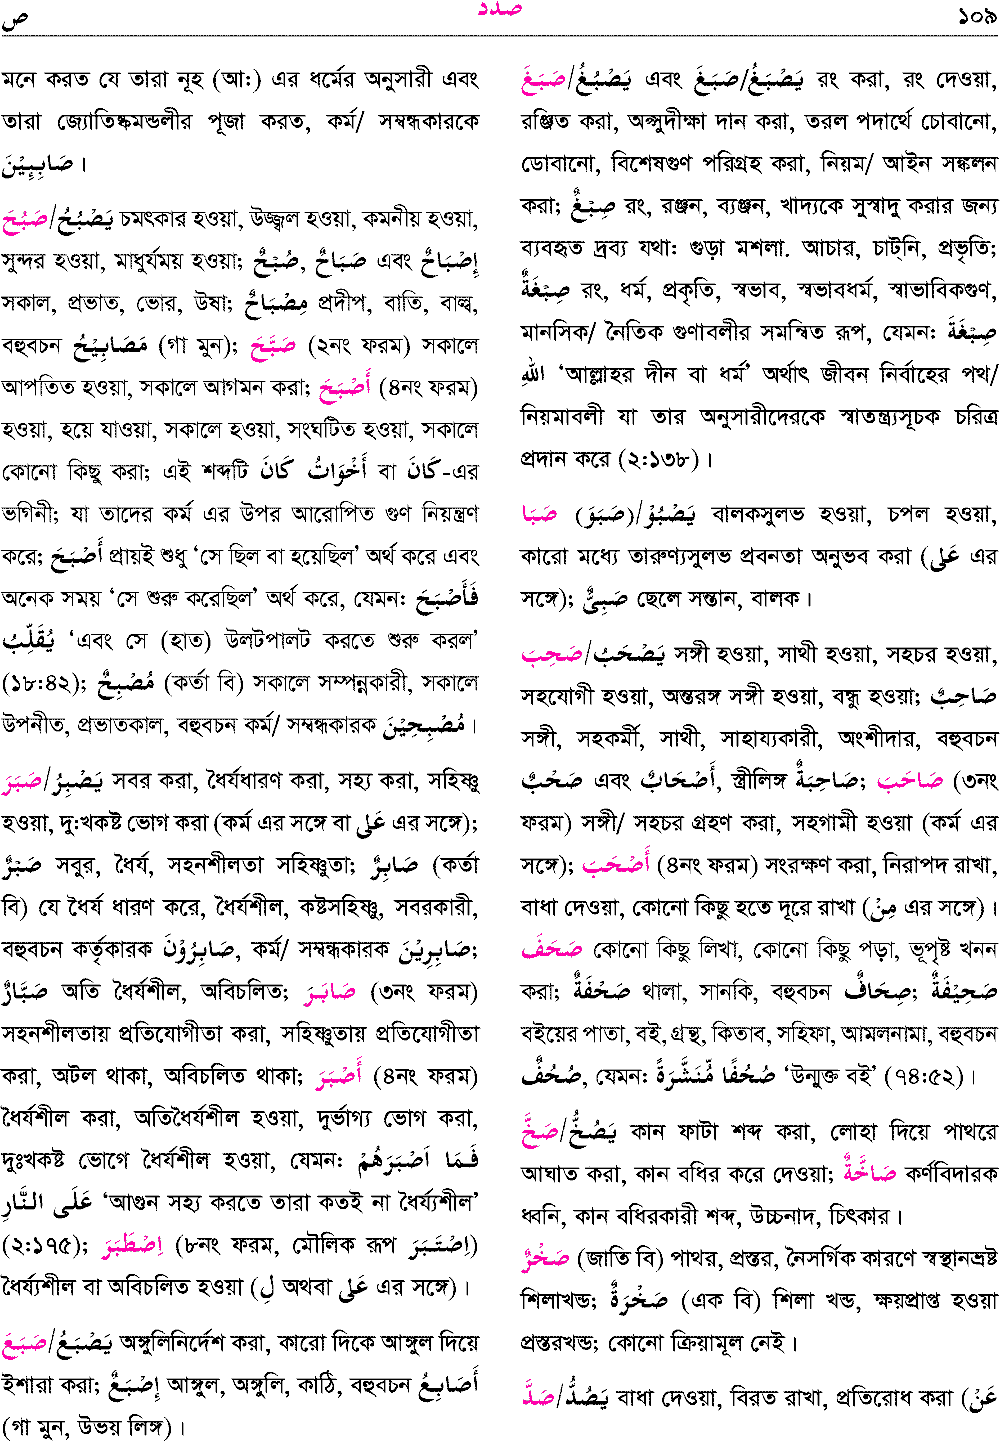 ص صدد ১০৯
মনে করত যে তারা নূহ (আ:) এর ধর্মের অনুসারী এবং
তারা জ্যোতিষ্কমন্ডলীর পূজা করত, কর্ম/ সম্বন্ধকারকে
صَابِئِيْنَ ।
صَبُحَ/يَصْبُحُ চমৎকার হওয়া, উজ্জ্বল হওয়া, কমনীয় হওয়া,
সুন্দর হওয়া, মাধুর্যময় হওয়া; صُبْحٌ, صَبَاحٌ এবং إِصْبَاحٌ
সকাল, প্রভাত, ভোর, উষা; مِصْبَاحٌ প্রদীপ, বাতি, বাল্ব,
বহুবচন مَصَابِيْحُ (গা মুন); صَبَّحَ (২নং ফরম) সকালে
আপতিত হওয়া, সকালে আগমন করা; أَصْبَحَ (৪নং ফরম)
হওয়া, হয়ে যাওয়া, সকালে হওয়া, সংঘটিত হওয়া, সকালে
কোনো কিছু করা; এই শব্দটি أَخْوَاتُ كَانَ বা كَانَ-এর
ভগিনী; যা তাদের কর্ম এর উপর আরোপিত গুণ নিয়ন্ত্রণ
করে; أَصْبَحَ প্রায়ই শুধু ‘সে ছিল বা হয়েছিল’ অর্থ করে এবং
অনেক সময় ‘সে শুরু করেছিল’ অর্থ করে, যেমন: فَأَصْبَحَ
يُقَلِّبُ ‘এবং সে (হাত) উলটপালট করতে শুরু করল’
(১৮:৪২); مُصْبِحٌ (কর্তা বি) সকালে সম্পন্নকারী, সকালে
উপনীত, প্রভাতকাল, বহুবচন কর্ম/ সম্বন্ধকারক مُصْبِحِيْنَ ।
صَبَرَ/يَصْبِرُ সবর করা, ধৈর্যধারণ করা, সহ্য করা, সহিষ্ণু
হওয়া, দু:খকষ্ট ভোগ করা (কর্ম এর সঙ্গে বা عَلى এর সঙ্গে);
صَبْرٌ সবুর, ধৈর্য, সহনশীলতা সহিষ্ণুতা; صَابِرٌ (কর্তা
বি) যে ধৈর্য ধারণ করে, ধৈর্যশীল, কষ্টসহিষ্ণু, সবরকারী,
বহুবচন কর্তৃকারক صَابِرُوْنَ, কর্ম/ সম্বন্ধকারক صَابِرِيْنَ;
صَبَّارٌ অতি ধৈর্যশীল, অবিচলিত; صَابَرَ (৩নং ফরম)
সহনশীলতায় প্রতিযোগীতা করা, সহিষ্ণুতায় প্রতিযোগীতা
করা, অটল থাকা, অবিচলিত থাকা; أَصْبَرَ (৪নং ফরম)
ধৈর্যশীল করা, অতিধৈর্যশীল হওয়া, দুর্ভাগ্য ভোগ করা,
দুঃখকষ্ট ভোগে ধৈর্যশীল হওয়া, যেমন: فَمَا اَصْبَرَهُمْ
عَلَى النَّارِ ‘আগুন সহ্য করতে তারা কতই না ধৈর্য্যশীল’
(২:১৭৫); اِصْطَبَرَ (৮নং ফরম, মৌলিক রূপ اِصْتَبَرَ)
ধৈর্য্যশীল বা অবিচলিত হওয়া (لِ অথবা عَلى এর সঙ্গে)।
صَبَعَ/يَصْبَعُ অঙ্গুলিনির্দেশ করা, কারো দিকে আঙ্গুল দিয়ে
ইশারা করা; إِصْبَعٌ আঙ্গুল, অঙ্গুলি, কাঠি, বহুবচন أَصَابِعُ
(গা মুন, উভয় লিঙ্গ)।
صَبَغَ/يَصْبُغُ এবং صَبَغَ/يَصْبَغُ রং করা, রং দেওয়া,
রঞ্জিত করা, অপ্সুদীক্ষা দান করা, তরল পদার্থে চোবানো,
ডোবানো, বিশেষগুণ পরিগ্রহ করা, নিয়ম/ আইন সঙ্কলন
করা; صِبْغٌ রং, রঞ্জন, ব্যঞ্জন, খাদ্যকে সুস্বাদু করার জন্য
ব্যবহৃত দ্রব্য যথা: গুড়া মশলা. আচার, চাট্‌নি, প্রভৃতি;
صِبْغَةٌ রং, ধর্ম, প্রকৃতি, স্বভাব, স্বভাবধর্ম, স্বাভাবিকগুণ,
মানসিক/ নৈতিক গুণাবলীর সমন্বিত রূপ, যেমন: صِبْغَةَ
اللهِ ‘আল্লাহর দীন বা ধর্ম’ অর্থাৎ জীবন নির্বাহের পথ/
নিয়মাবলী যা তার অনুসারীদেরকে স্বাতন্ত্র্যসূচক চরিত্র
প্রদান করে (২:১৩৮)।
صَبَا (صَبَوَ)/يَصْبُوْ বালকসুলভ হওয়া, চপল হওয়া,
কারো মধ্যে তারুণ্যসুলভ প্রবনতা অনুভব করা (عَلى এর
সঙ্গে); صَبِيٌّ ছেলে সন্তান, বালক।
صَحِبَ/يَصْحَبُ সঙ্গী হওয়া, সাথী হওয়া, সহচর হওয়া,
সহযোগী হওয়া, অন্তরঙ্গ সঙ্গী হওয়া, বন্ধু হওয়া; صَاحِبٌ
সঙ্গী, সহকর্মী, সাথী, সাহায্যকারী, অংশীদার, বহুবচন
صَحْبٌ এবং أَصْحَابٌ, স্ত্রীলিঙ্গ صَاحِبَةٌ; صَاحَبَ (৩নং
ফরম) সঙ্গী/ সহচর গ্রহণ করা, সহগামী হওয়া (কর্ম এর
সঙ্গে); أَصْحَبَ (৪নং ফরম) সংরক্ষণ করা, নিরাপদ রাখা,
বাধা দেওয়া, কোনো কিছু হতে দূরে রাখা (مِنْ এর সঙ্গে)।
صَحَفَ কোনো কিছু লিখা, কোনো কিছু পড়া, ভূপৃষ্ট খনন
করা; صَحْفَةٌ থালা, সানকি, বহুবচন صِحَافٌ; صَحِيْفَةٌ
বইয়ের পাতা, বই, গ্রন্থ, কিতাব, সহিফা, আমলনামা, বহুবচন
صُحُفٌ, যেমন: صُحُفًا مُّنَشَّرَةً ‘উন্মুক্ত বই’ (৭৪:৫২)।
صَخَّ/يَصُخُّ কান ফাটা শব্দ করা, লোহা দিয়ে পাথরে
আঘাত করা, কান বধির করে দেওয়া; صَاخَّةٌ কর্ণবিদারক
ধ্বনি, কান বধিরকারী শব্দ, উচ্চনাদ, চিৎকার।
صَخْرٌ (জাতি বি) পাথর, প্রস্তর, নৈসর্গিক কারণে স্বস্থানভ্রষ্ট
শিলাখন্ড; صَخْرَةٌ (এক বি) শিলা খন্ড, ক্ষয়প্রাপ্ত হওয়া
প্রস্তরখন্ড; কোনো ক্রিয়ামূল নেই।
صَدَّ/يَصُدُّ বাধা দেওয়া, বিরত রাখা, প্রতিরোধ করা (عَنْ